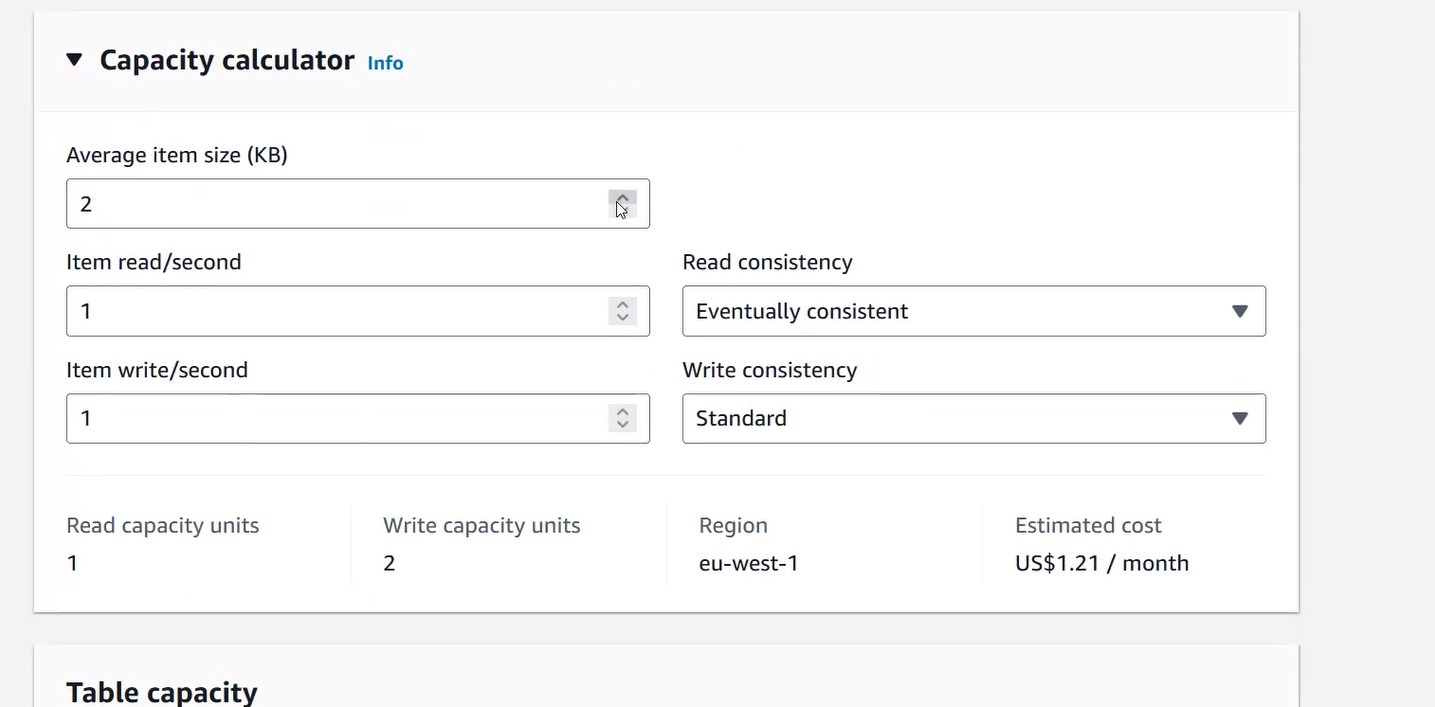 Capacity calculator Info
Average item size (KB)
2
Item read/second
Read consistency
1
Eventually consistent
Item write/second
Write consistency
1
Standard
Read capacity units
Write capacity units
Region
Estimated cost
1
2
eu-west-1
US$1.21 / month
Table capacity